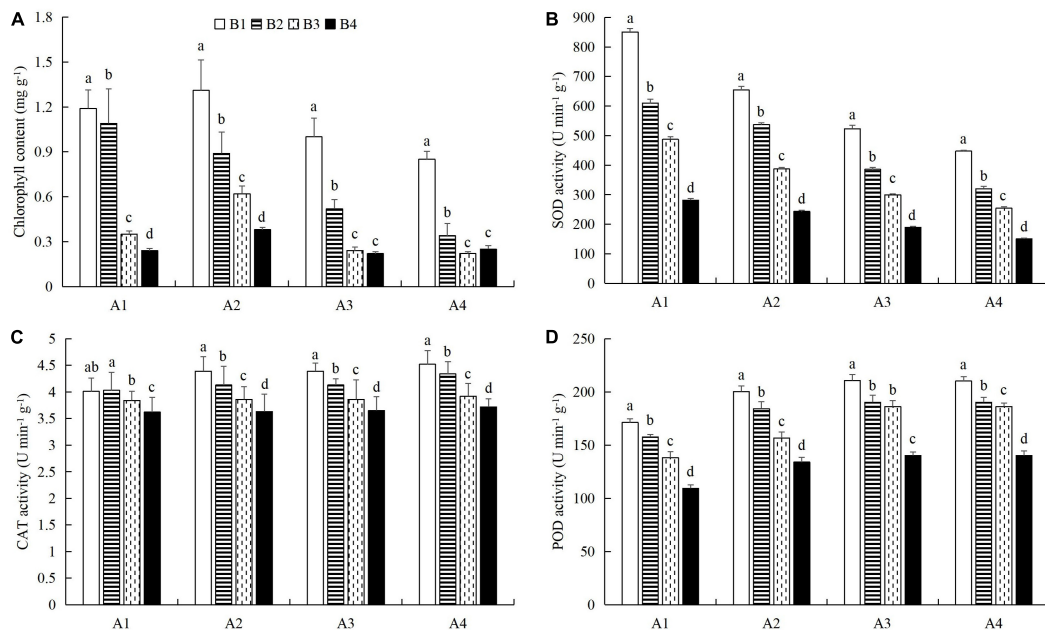 A
B1 B2 B3 B4
Chlorophyll content (mg g-1)
1.8
1.5
1.2
0.9
0.6
0.3
0
a b c d
a b c d
a b c c
a b c c
A1 A2 A3 A4
B
SOD activity (U min-1 g-1)
900
800
700
600
500
400
300
200
100
0
a b c d
a b c d
a b c d
a b c d
A1 A2 A3 A4
C
CAT activity (U min-1 g-1)
5
4.5
4
3.5
3
2.5
2
1.5
1
0.5
0
ab a b c
a b c d
a b c d
a b c d
A1 A2 A3 A4
D
POD activity (U min-1 g-1)
250
200
150
100
50
0
a b c d
a b c d
a b b c
a b c d
A1 A2 A3 A4